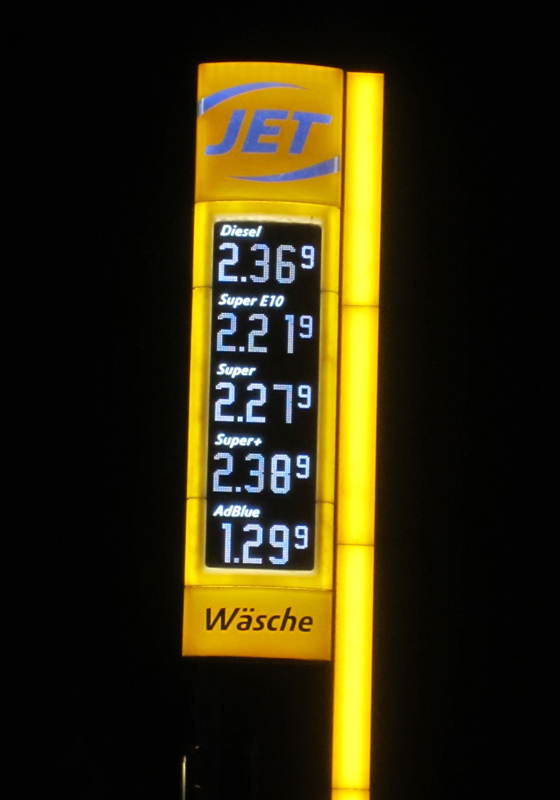 JET
Diesel
2.36⁹
Super E10
2.21⁹
Super
2.27⁹
Super+
2.38⁹
AdBlue
1.29⁹
Wäsche